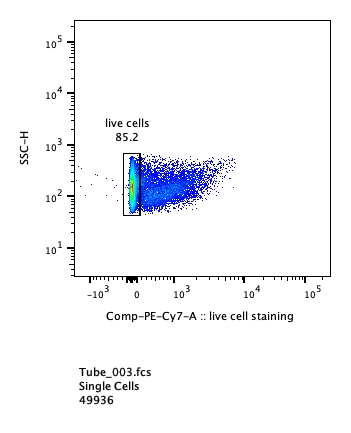 10⁵
10⁴
10³
10²
10¹
SSC-H
live cells
85.2
-10³ 0 10³ 10⁴ 10⁵
Comp-PE-Cy7-A :: live cell staining
Tube_003.fcs
Single Cells
49936